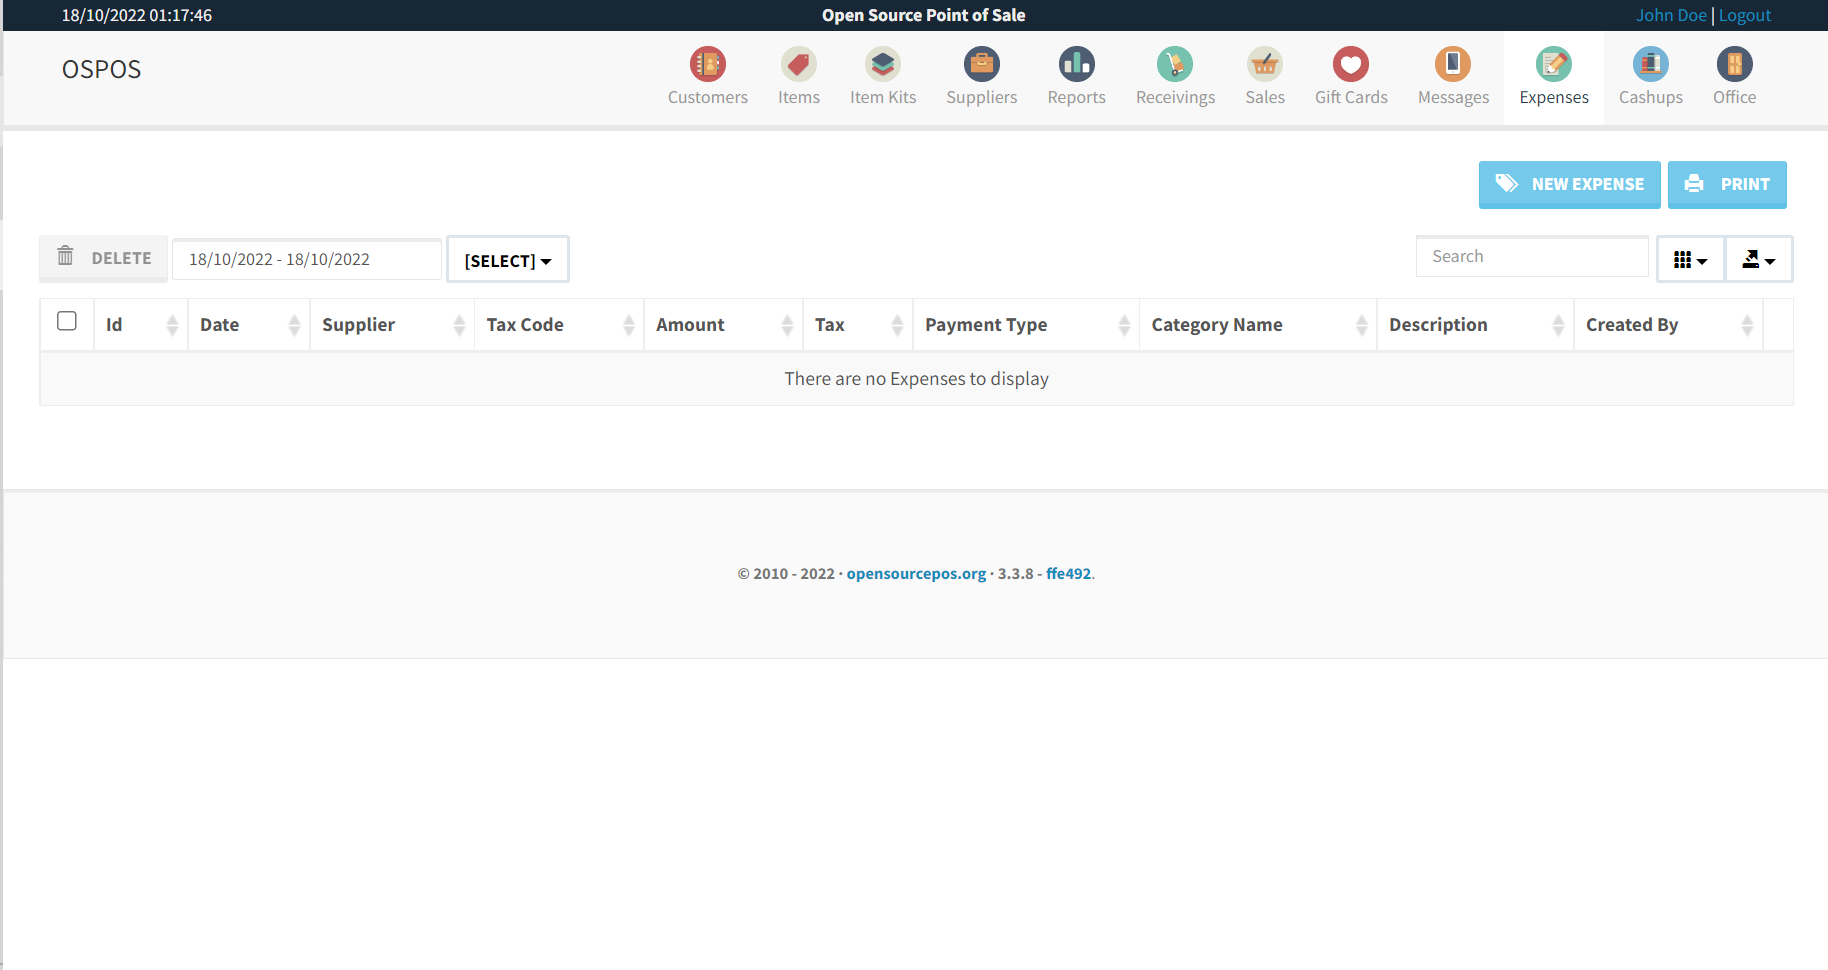 18/10/2022 01:17:46 Open Source Point of Sale John Doe | Logout
OSPOS
Customers Items Item Kits Suppliers Reports Receivings Sales Gift Cards Messages Expenses Cashups Office
NEW EXPENSE PRINT
DELETE 18/10/2022 - 18/10/2022 [SELECT] Search
Id Date Supplier Tax Code Amount Tax Payment Type Category Name Description Created By
There are no Expenses to display
© 2010 - 2022 · opensourcepos.org · 3.3.8 - ffe492.